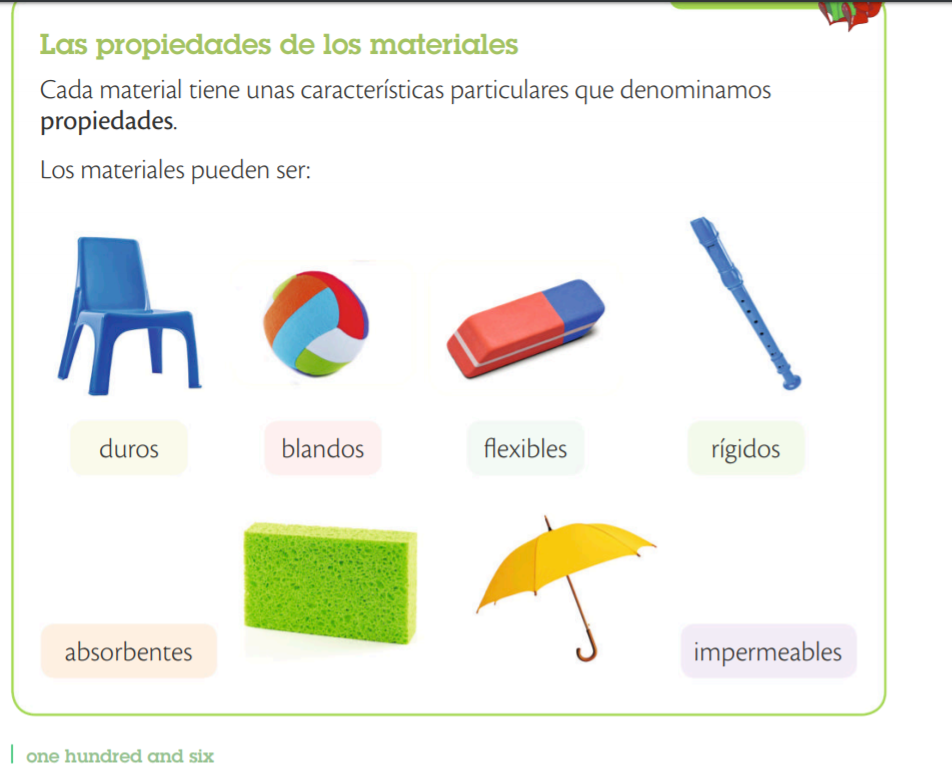 Las propiedades de los materiales
Cada material tiene unas características particulares que denominamos
propiedades.
Los materiales pueden ser:
duros
blandos
flexibles
rígidos
absorbentes
impermeables
one hundred and six